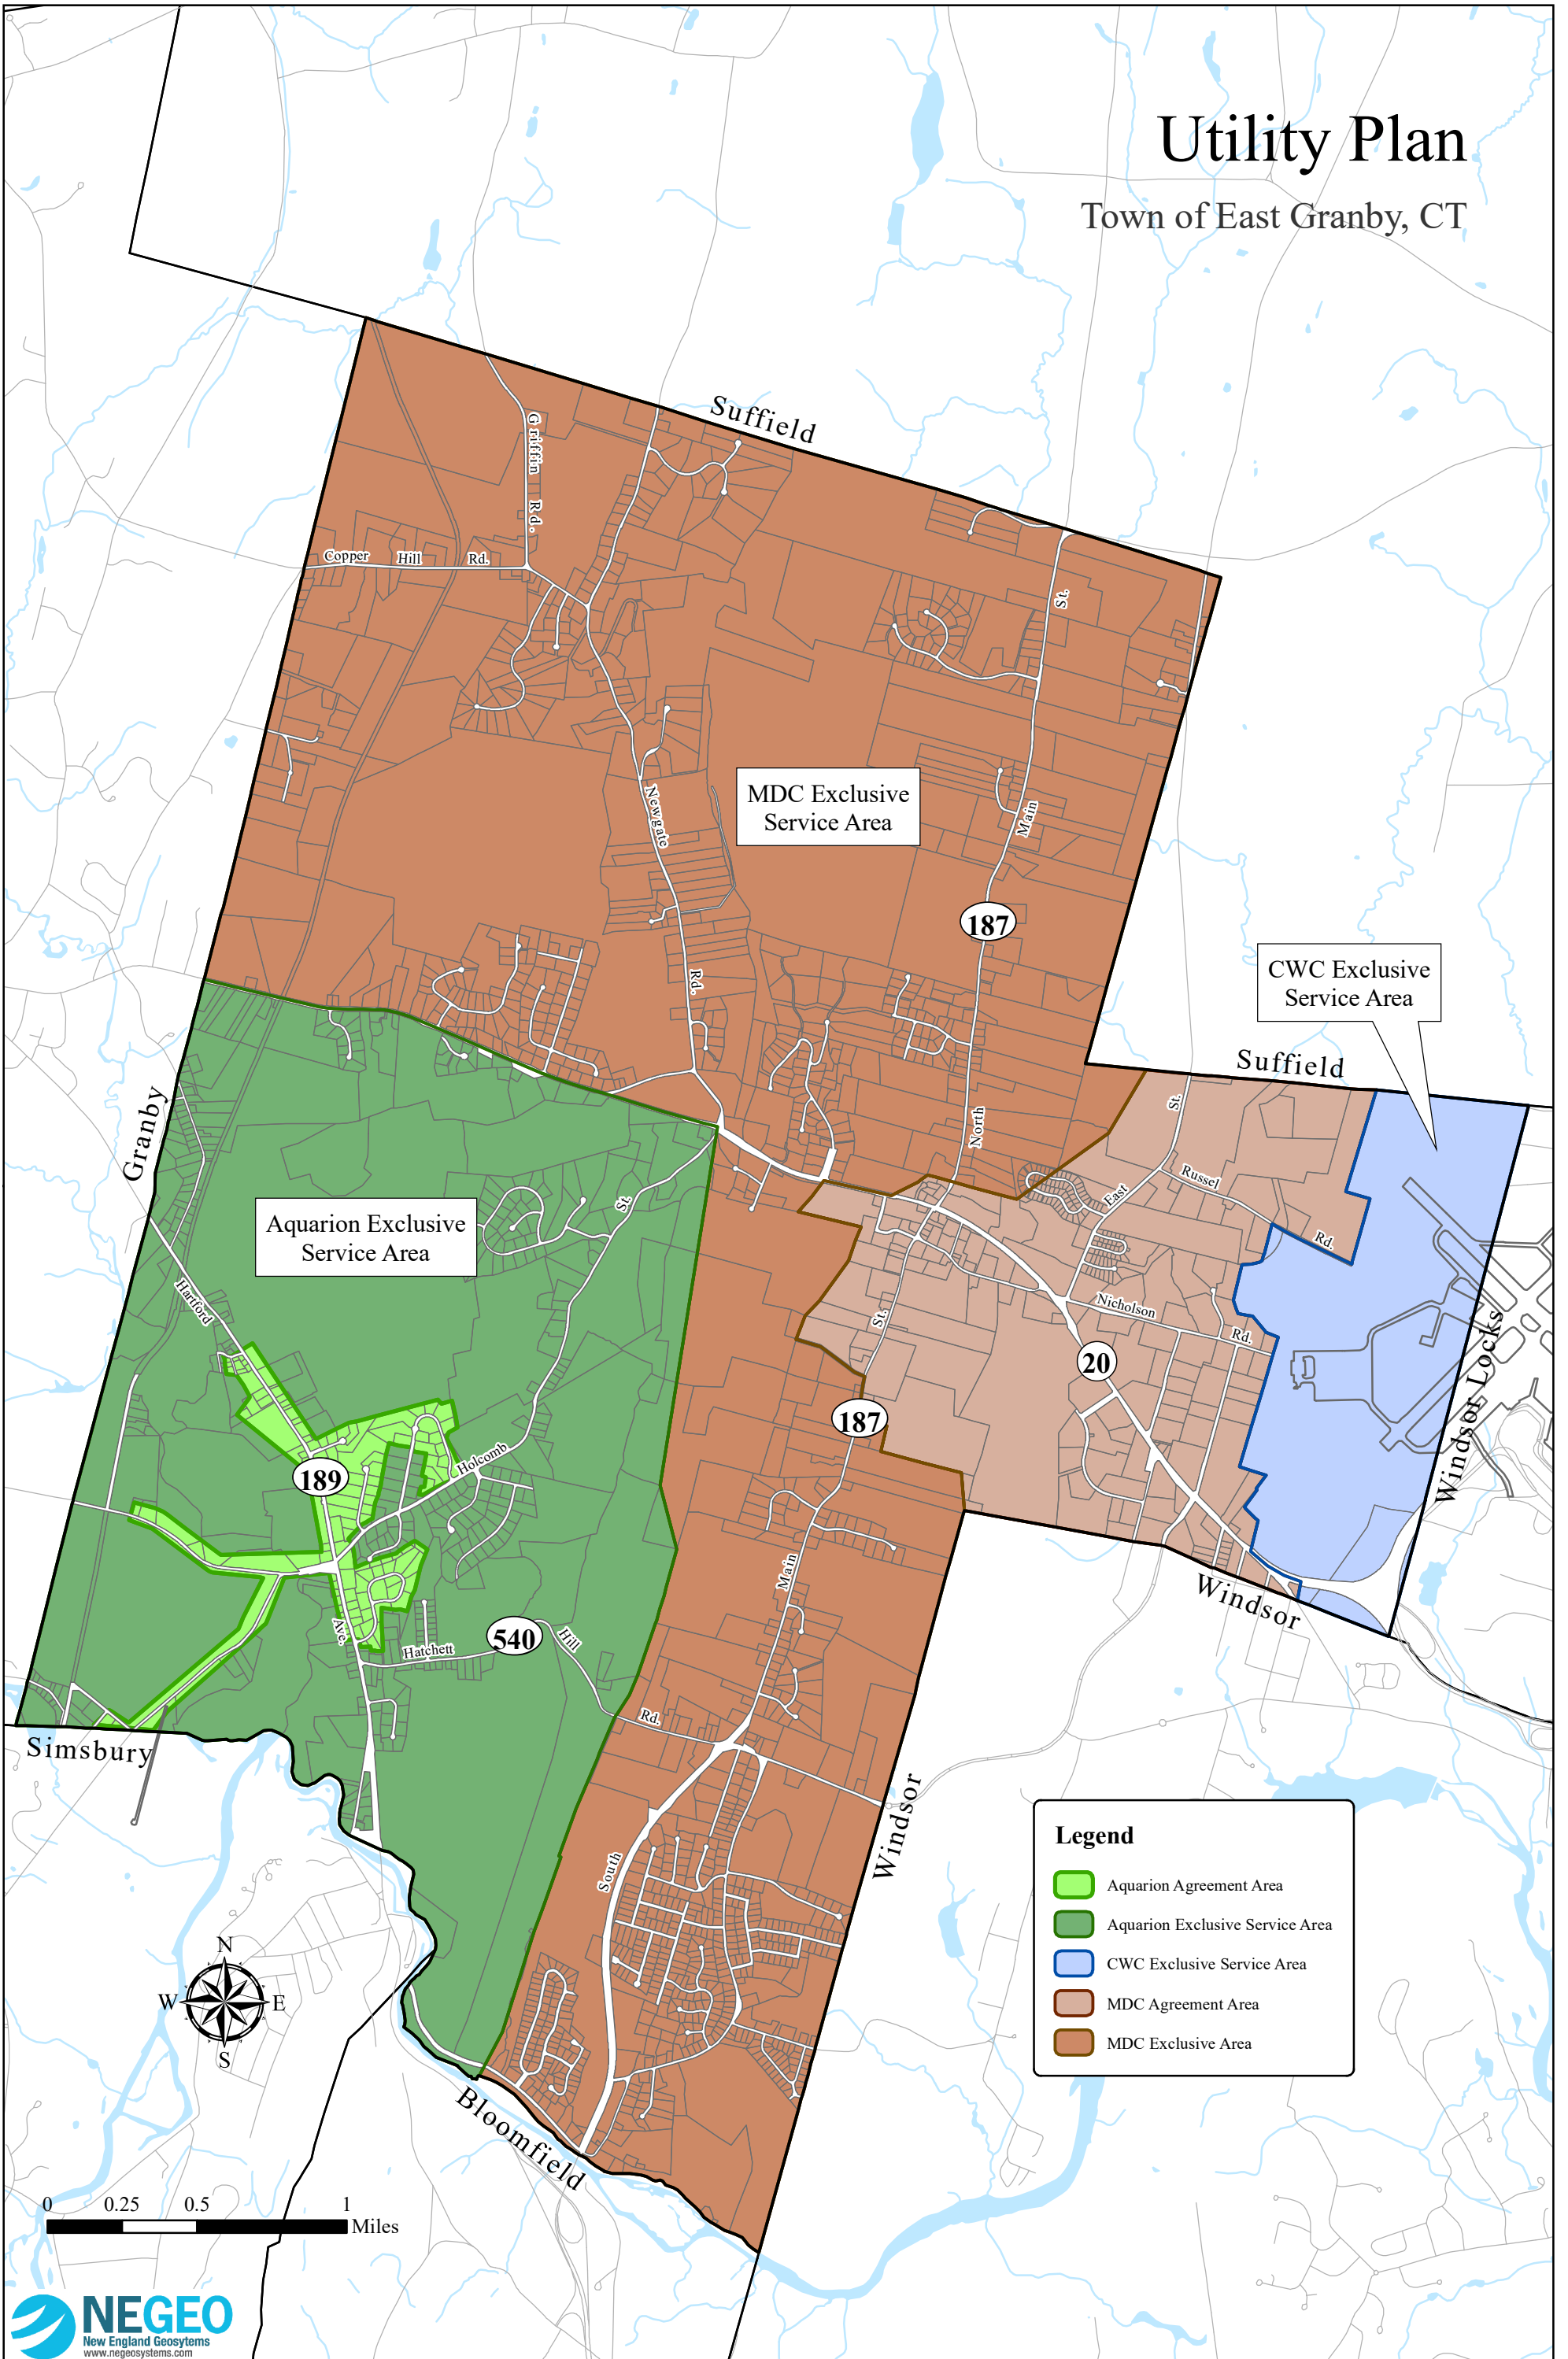 Utility Plan
Town of East Granby, CT
Suffield
Griffin Rd.
Copper Hill Rd.
St.
MDC Exclusive
Service Area
Newgate
Main
187
Rd.
CWC Exclusive
Service Area
Suffield
Granby
North
St.
Russel
East
St.
Aquarion Exclusive
Service Area
Rd.
Hartford
Nicholson
Rd.
St.
20
Windsor Locks
187
Holcomb
189
Main
Windsor
Ave.
540
Hatchett
Hill
Rd.
Simsbury
Windsor
South
Legend
Aquarion Agreement Area
Aquarion Exclusive Service Area
CWC Exclusive Service Area
MDC Agreement Area
MDC Exclusive Area
N
W E
S
Bloomfield
0 0.25 0.5 1
Miles
NEGEO
New England Geosytems
www.negeosystems.com